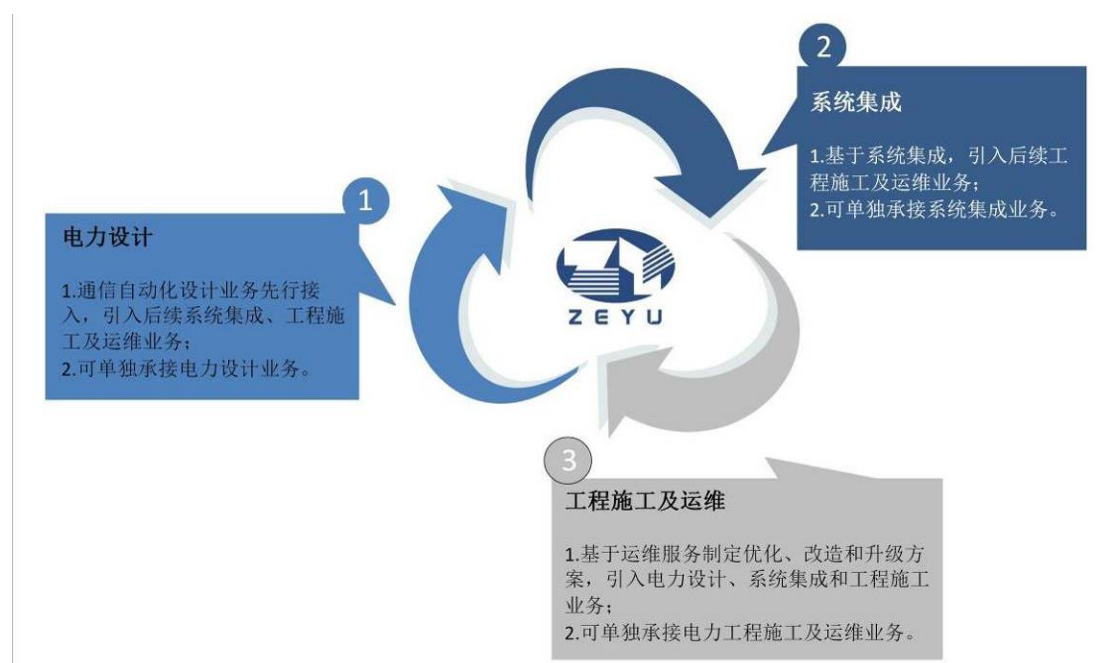 1
电力设计
1.通信自动化设计业务先行接
入，引入后续系统集成、工程施
工及运维业务；
2.可单独承接电力设计业务。
2
系统集成
1.基于系统集成，引入后续工
程施工及运维业务；
2.可单独承接系统集成业务。
ZEYU
3
工程施工及运维
1.基于运维服务制定优化、改造和升级方
案，引入电力设计、系统集成和工程施工
业务；
2.可单独承接电力工程施工及运维业务。